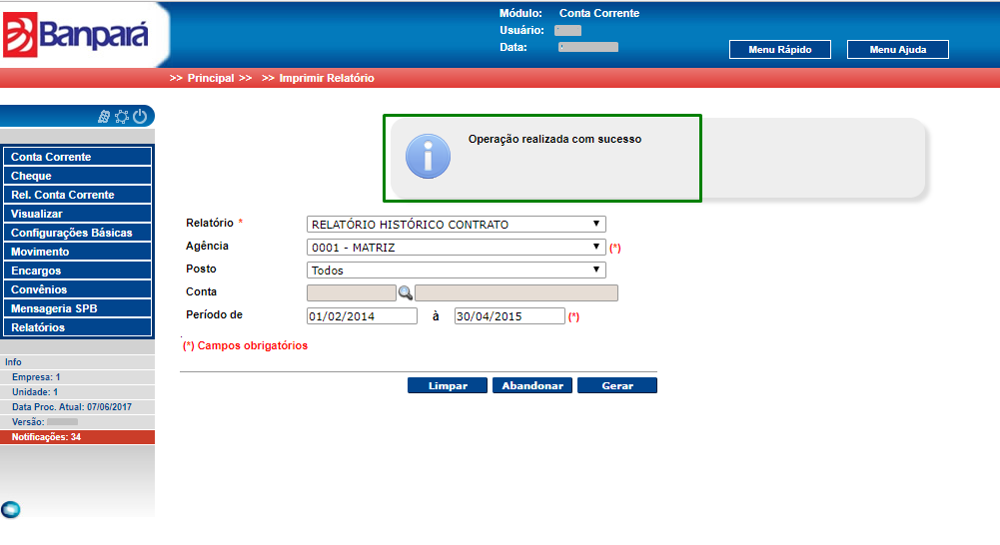 Banpará
Módulo: Conta Corrente
Usuário:
Data:
Menu Rápido
Menu Ajuda
>> Principal >> >> Imprimir Relatório
Conta Corrente
Cheque
Rel. Conta Corrente
Visualizar
Configurações Básicas
Movimento
Encargos
Convênios
Mensageria SPB
Relatórios
Info
Empresa: 1
Unidade: 1
Data Proc. Atual: 07/06/2017
Versão:
Notificações: 34
Operação realizada com sucesso
Relatório * RELATÓRIO HISTÓRICO CONTRATO
Agência 0001 - MATRIZ (*)
Posto Todos
Conta
Período de 01/02/2014 à 30/04/2015 (*)
(*) Campos obrigatórios
Limpar Abandonar Gerar